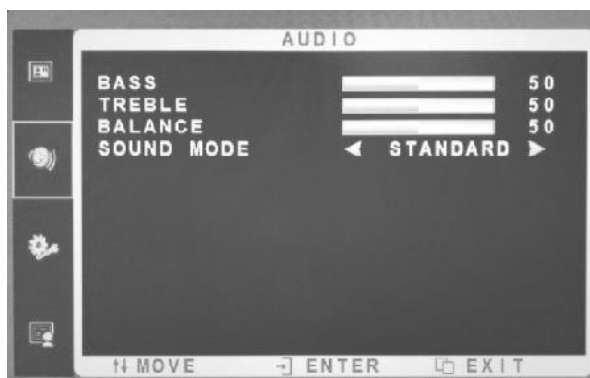 AUDIO
BASS 50
TREBLE 50
BALANCE 50
SOUND MODE STANDARD
MOVE ENTER EXIT